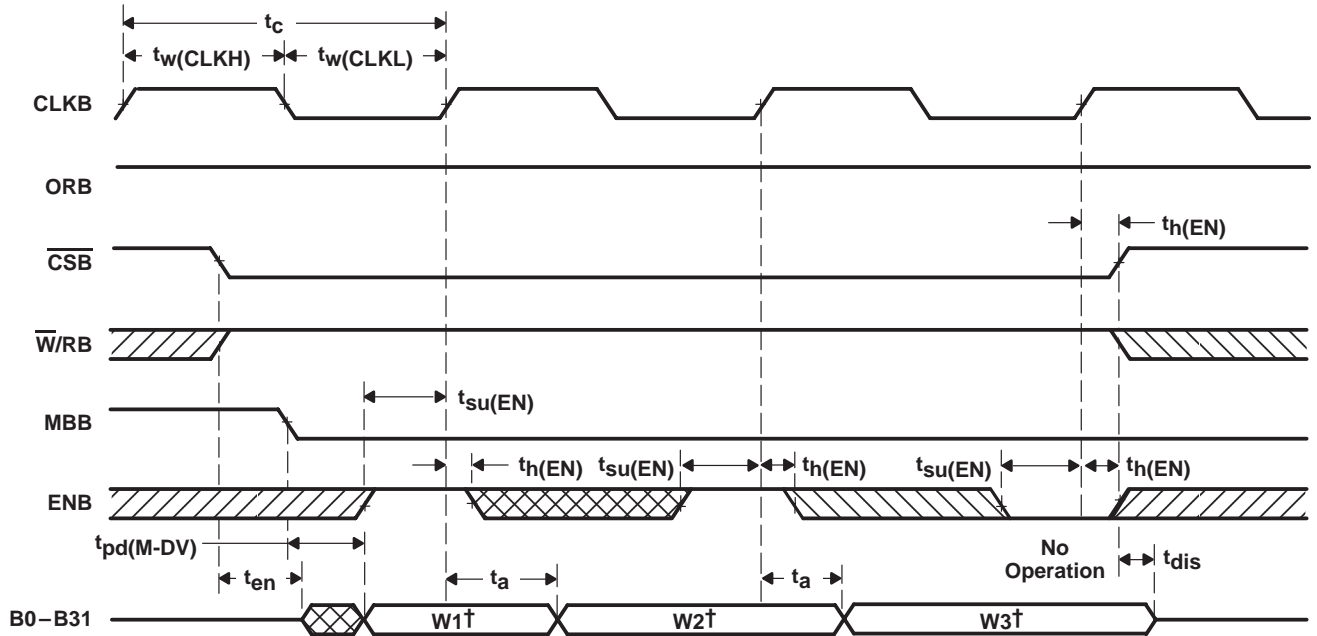 tc
tw(CLKH)
tw(CLKL)
CLKB
ORB
th(EN)
CSB
W/RB
tsu(EN)
MBB
th(EN)
tsu(EN)
th(EN)
tsu(EN)
th(EN)
ENB
tpd(M-DV)
No
Operation
tdis
ten
ta
ta
B0–B31
W1†
W2†
W3†